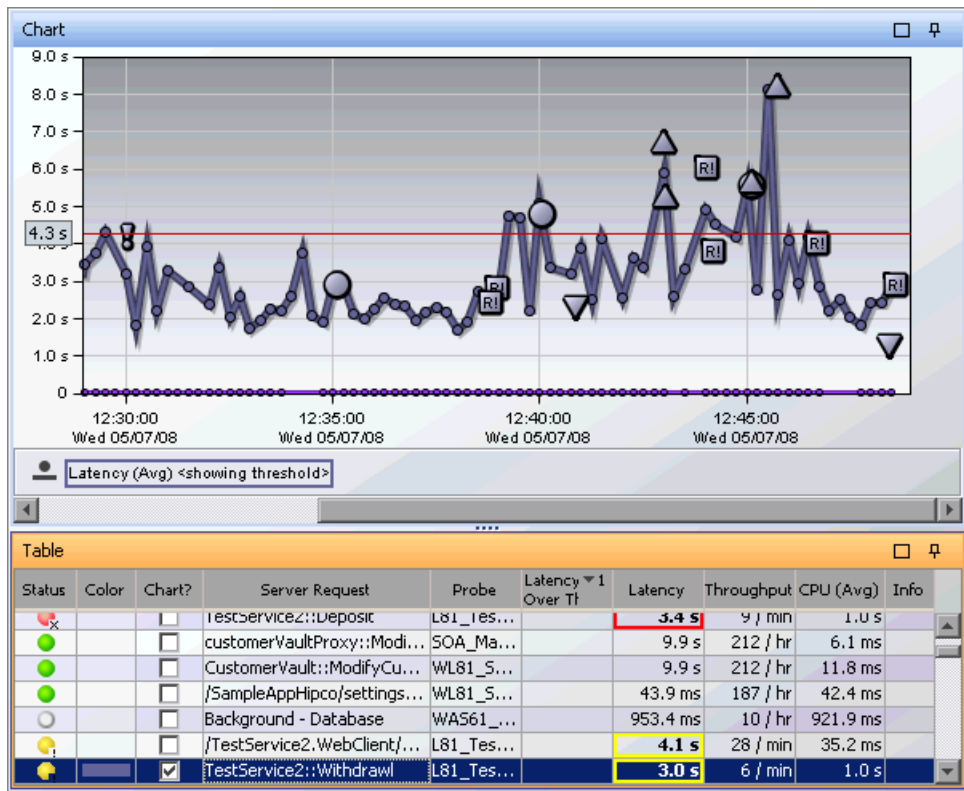 Chart
9.0 s
8.0 s
7.0 s
6.0 s
5.0 s
4.3 s
3.0 s
2.0 s
1.0 s
0
R!
R!
R!
R!
R!
R!
12:30:00 12:35:00 12:40:00 12:45:00
Wed 05/07/08 Wed 05/07/08 Wed 05/07/08 Wed 05/07/08
Latency (Avg) <showing threshold>
Table
Status Color Chart? Server Request Probe Latency 1 Over Th Latency Throughput CPU (Avg) Info
TestService2::Deposit L81_Tes... 3.4 s 9 / min 1.0 s
customerVaultProxy::Modi... SOA_Ma... 9.9 s 212 / hr 6.1 ms
CustomerVault::ModifyCu... WL81_S... 9.9 s 212 / hr 11.8 ms
/SampleAppHipco/settings... WL81_S... 43.9 ms 187 / hr 42.4 ms
Background - Database WAS61_... 953.4 ms 10 / hr 921.9 ms
/TestService2.WebClient/... L81_Tes... 4.1 s 28 / min 35.2 ms
TestService2::Withdrawl L81_Tes... 3.0 s 6 / min 1.0 s